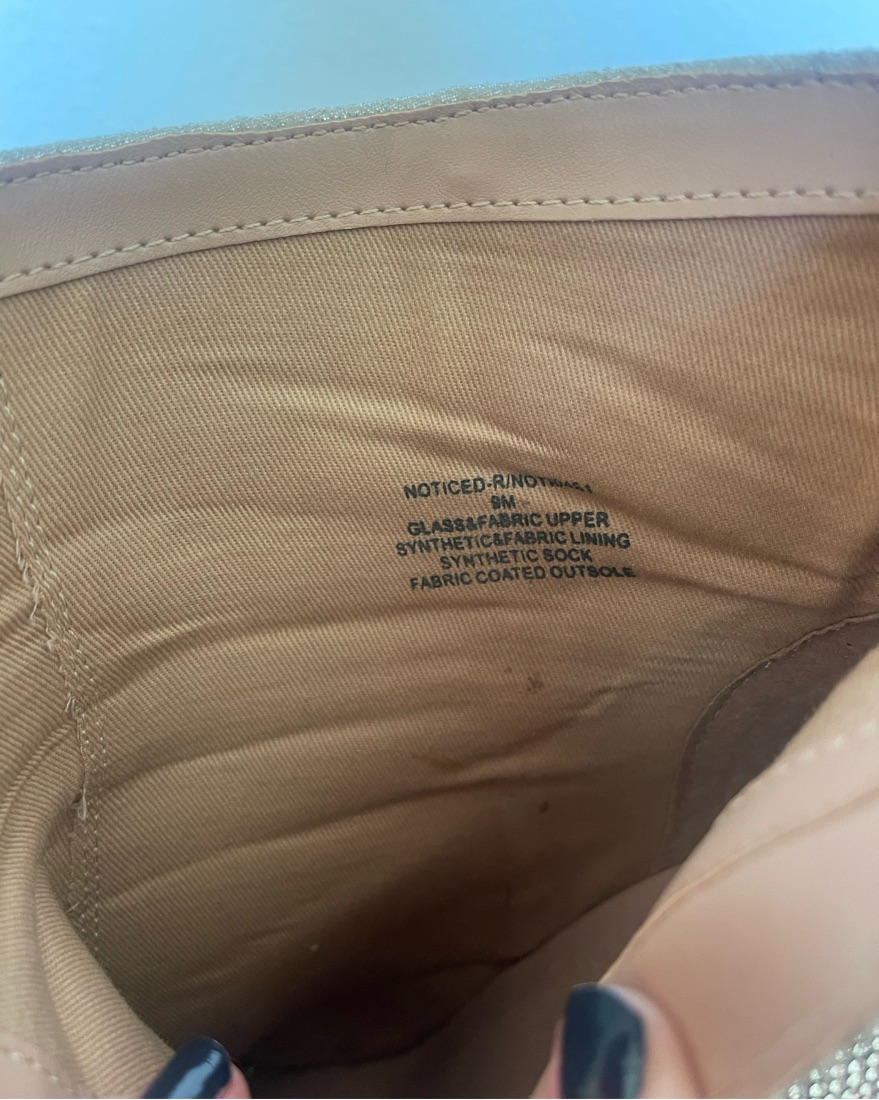 NOTICED-R/
9M
GLASS&FABRIC UPPER
SYNTHETIC&FABRIC LINING
SYNTHETIC SOCK
FABRIC COATED OUTSOLE